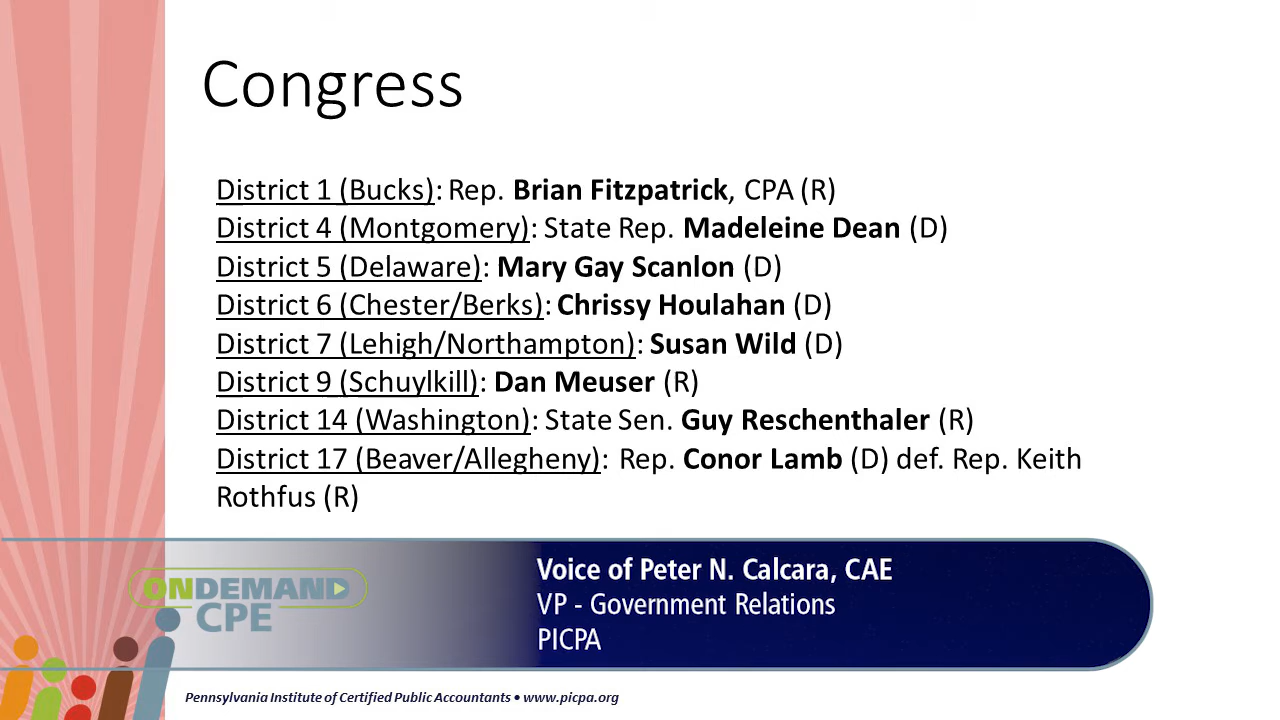 Congress
District 1 (Bucks): Rep. Brian Fitzpatrick, CPA (R)
District 4 (Montgomery): State Rep. Madeleine Dean (D)
District 5 (Delaware): Mary Gay Scanlon (D)
District 6 (Chester/Berks): Chrissy Houlahan (D)
District 7 (Lehigh/Northampton): Susan Wild (D)
District 9 (Schuylkill): Dan Meuser (R)
District 14 (Washington): State Sen. Guy Reschenthaler (R)
District 17 (Beaver/Allegheny): Rep. Conor Lamb (D) def. Rep. Keith
Rothfus (R)
ONDEMAND
CPE
Voice of Peter N. Calcara, CAE
VP - Government Relations
PICPA
Pennsylvania Institute of Certified Public Accountants • www.picpa.org